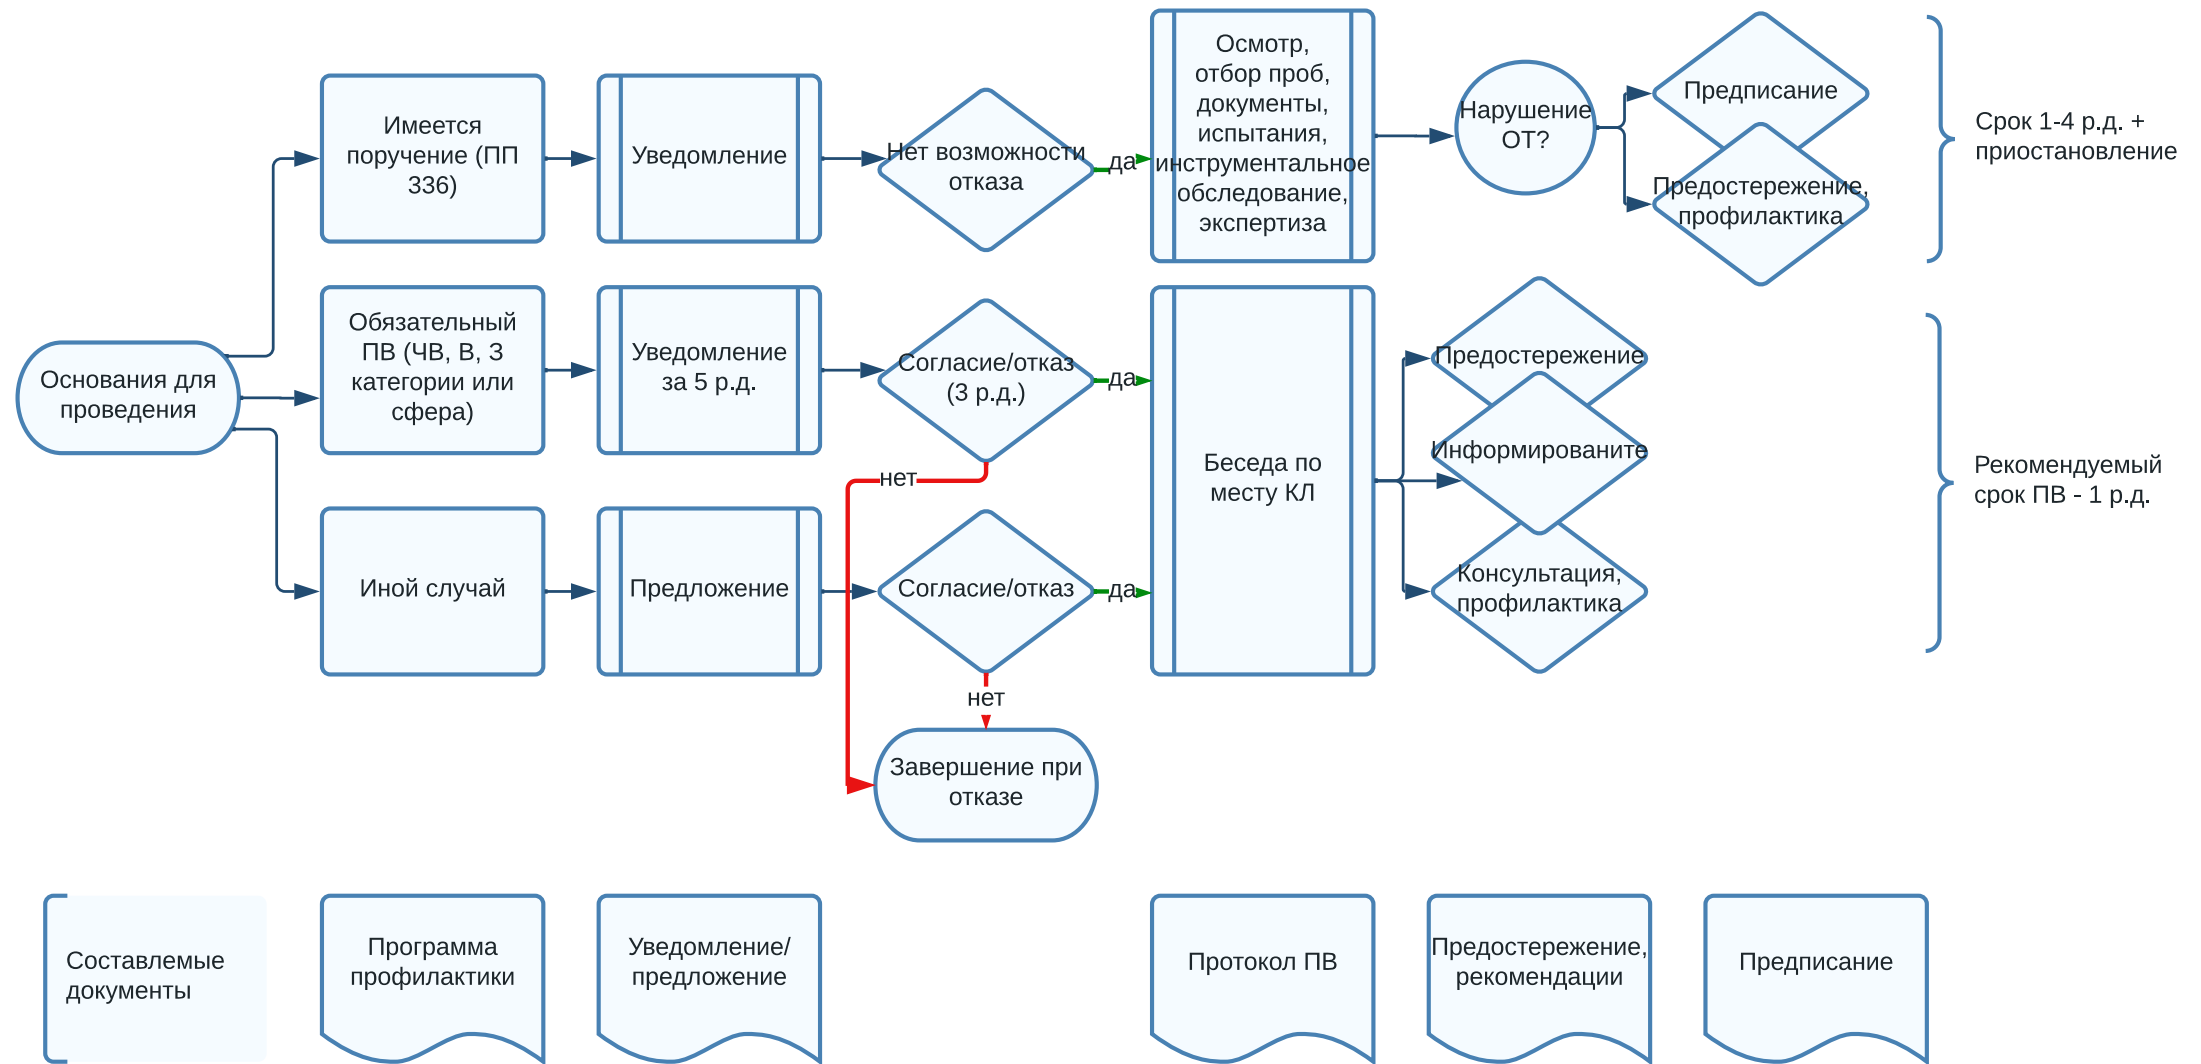 Основания для
проведения
Имеется
поручение (ПП
336)
Уведомление
Нет возможности
отказа
да
Осмотр,
отбор проб,
документы,
испытания,
инструментальное
обследование,
экспертиза
Нарушение
ОТ?
Предписание
Предостережение,
профилактика
Срок 1-4 р.д. +
приостановление
Обязательный
ПВ (ЧВ, В, З
категории или
сфера)
Уведомление
за 5 р.д.
Согласие/отказ
(3 р.д.)
да
нет
Беседа по
месту КЛ
Предостережение
Информированите
Консультация,
профилактика
Рекомендуемый
срок ПВ - 1 р.д.
Иной случай
Предложение
Согласие/отказ
да
нет
Завершение при
отказе
Составлемые
документы
Программа
профилактики
Уведомление/
предложение
Протокол ПВ
Предостережение,
рекомендации
Предписание